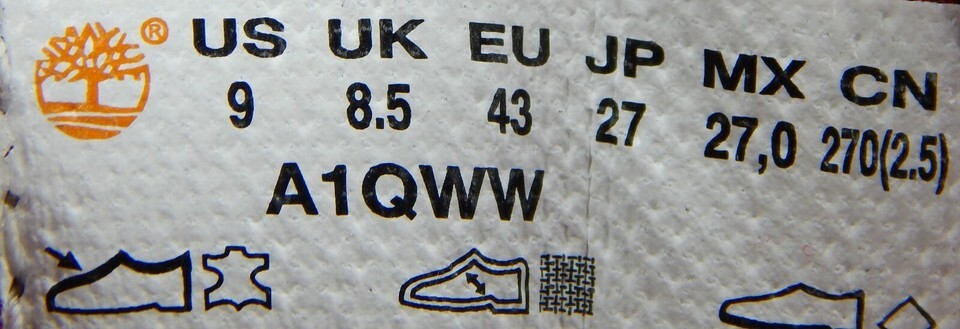 ® US UK EU JP MX CN
9 8.5 43 27 27,0 270(2.5)
A1QWW